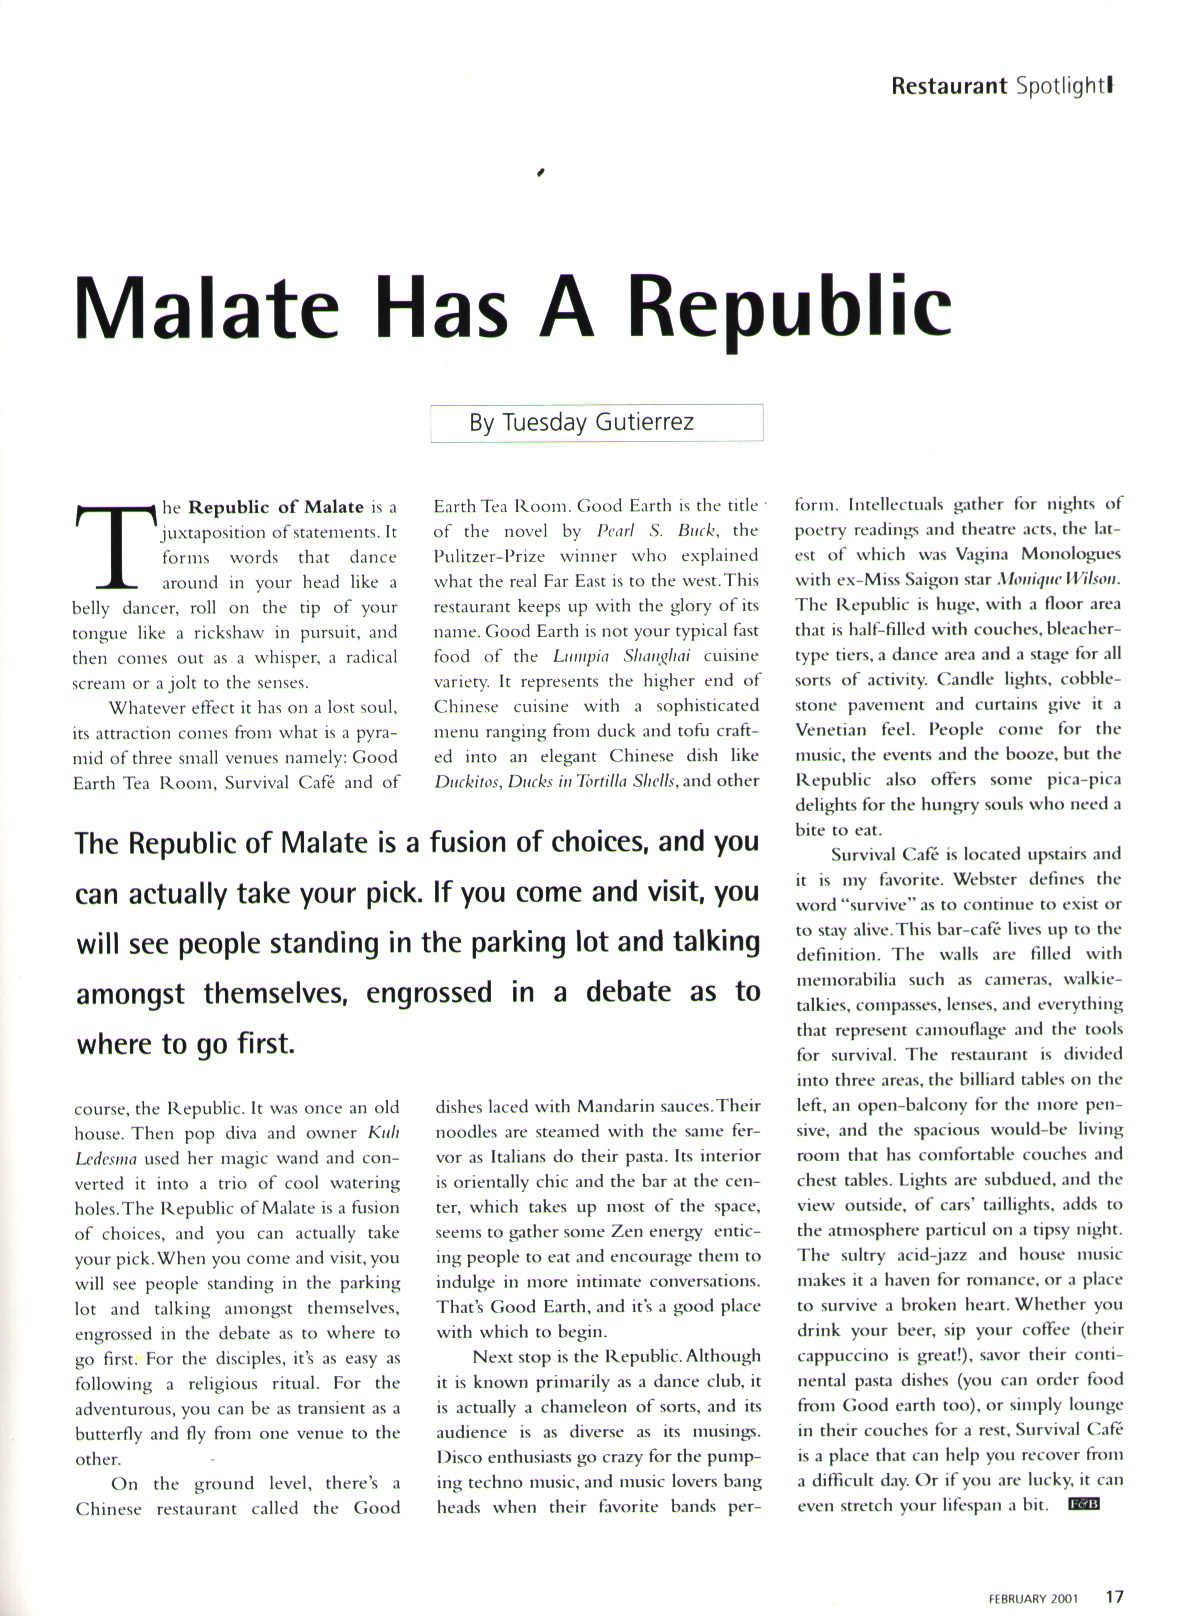 Restaurant Spotlight
Malate Has A Republic
By Tuesday Gutierrez
The Republic of Malate is a
juxtaposition of statements. It
forms words that dance
around in your head like a
belly dancer, roll on the tip of your
tongue like a rickshaw in pursuit, and
then comes out as a whisper, a radical
scream or a jolt to the senses.
Whatever effect it has on a lost soul,
its attraction comes from what is a pyra-
mid of three small venues namely: Good
Earth Tea Room, Survival Café and of
The Republic of Malate is a fusion of choices, and you
can actually take your pick. If you come and visit, you
will see people standing in the parking lot and talking
amongst themselves, engrossed in a debate as to
where to go first.
course, the Republic. It was once an old
house. Then pop diva and owner Kuh
Ledesma used her magic wand and con-
verted it into a trio of cool watering
holes. The Republic of Malate is a fusion
of choices, and you can actually take
your pick. When you come and visit, you
will see people standing in the parking
lot and talking amongst themselves,
engrossed in the debate as to where to
go first. For the disciples, it's as easy as
following a religious ritual. For the
adventurous, you can be as transient as a
butterfly and fly from one venue to the
other.
On the ground level, there's a
Chinese restaurant called the Good
Earth Tea Room. Good Earth is the title
of the novel by Pearl S. Buck, the
Pulitzer-Prize winner who explained
what the real Far East is to the west. This
restaurant keeps up with the glory of its
name. Good Earth is not your typical fast
food of the Lumpia Shanghai cuisine
variety. It represents the higher end of
Chinese cuisine with a sophisticated
menu ranging from duck and tofu craft-
ed into an elegant Chinese dish like
Duckitos, Ducks in Tortilla Shells, and other
dishes laced with Mandarin sauces. Their
noodles are steamed with the same fer-
vor as Italians do their pasta. Its interior
is orientally chic and the bar at the cen-
ter, which takes up most of the space,
seems to gather some Zen energy entic-
ing people to eat and encourage them to
indulge in more intimate conversations.
That's Good Earth, and it's a good place
with which to begin.
Next stop is the Republic. Although
it is known primarily as a dance club, it
is actually a chameleon of sorts, and its
audience is as diverse as its musings.
Disco enthusiasts go crazy for the pump-
ing techno music, and music lovers bang
heads when their favorite bands per-
form. Intellectuals gather for nights of
poetry readings and theatre acts, the lat-
est of which was Vagina Monologues
with ex-Miss Saigon star Monique Wilson.
The Republic is huge, with a floor area
that is half-filled with couches, bleacher-
type tiers, a dance area and a stage for all
sorts of activity. Candle lights, cobble-
stone pavement and curtains give it a
Venetian feel. People come for the
music, the events and the booze, but the
Republic also offers some pica-pica
delights for the hungry souls who need a
bite to eat.
Survival Café is located upstairs and
it is my favorite. Webster defines the
word "survive" as to continue to exist or
to stay alive. This bar-café lives up to the
definition. The walls are filled with
memorabilia such as cameras, walkie-
talkies, compasses, lenses, and everything
that represent camouflage and the tools
for survival. The restaurant is divided
into three areas, the billiard tables on the
left, an open-balcony for the more pen-
sive, and the spacious would-be living
room that has comfortable couches and
chest tables. Lights are subdued, and the
view outside, of cars' taillights, adds to
the atmosphere particul on a tipsy night.
The sultry acid-jazz and house music
makes it a haven for romance, or a place
to survive a broken heart. Whether you
drink your beer, sip your coffee (their
cappuccino is great!), savor their conti-
nental pasta dishes (you can order food
from Good earth too), or simply lounge
in their couches for a rest, Survival Café
is a place that can help you recover from
a difficult day. Or if you are lucky, it can
even stretch your lifespan a bit. F&B
FEBRUARY 2001 17